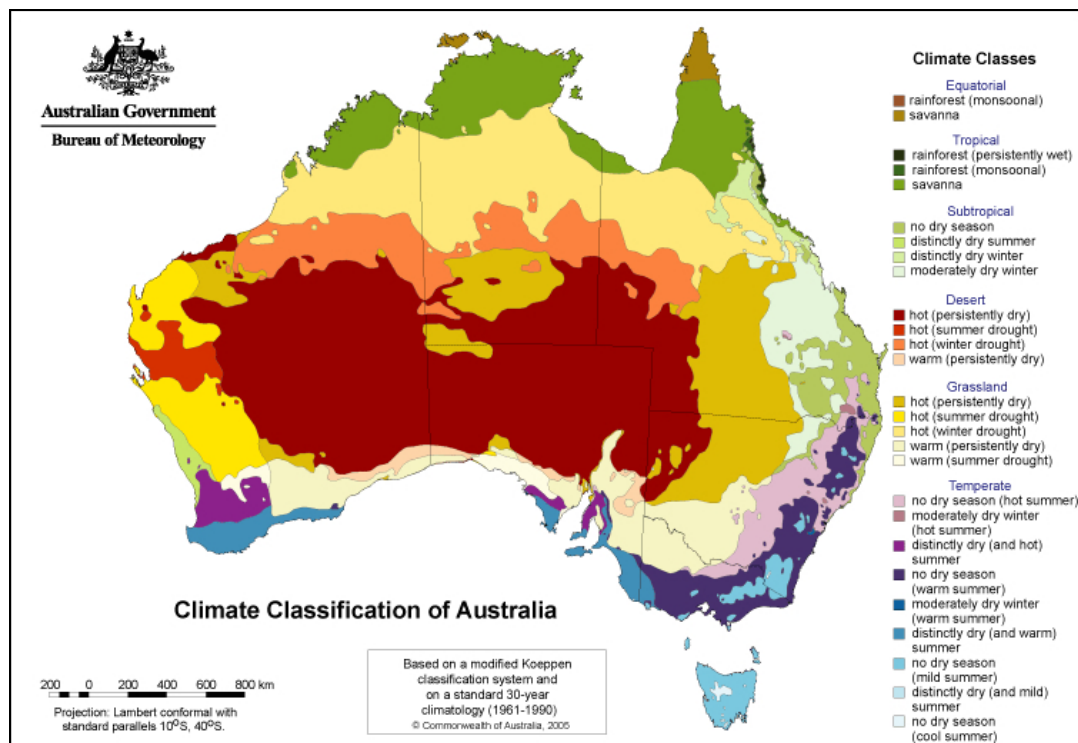 Australian Government
Bureau of Meteorology
Climate Classes
Equatorial
rainforest (monsoonal)
savanna
Tropical
rainforest (persistently wet)
rainforest (monsoonal)
savanna
Subtropical
no dry season
distinctly dry summer
distinctly dry winter
moderately dry winter
Desert
hot (persistently dry)
hot (summer drought)
hot (winter drought)
warm (persistently dry)
Grassland
hot (persistently dry)
hot (summer drought)
hot (winter drought)
warm (persistently dry)
warm (summer drought)
Temperate
no dry season (hot summer)
moderately dry winter
(hot summer)
distinctly dry (and hot)
summer
no dry season
(warm summer)
moderately dry winter
(warm summer)
distinctly dry (and warm)
summer
no dry season
(mild summer)
distinctly dry (and mild)
summer
no dry season
(cool summer)
Climate Classification of Australia
Based on a modified Koeppen
classification system and
on a standard 30-year
climatology (1961-1990)
© Commonwealth of Australia, 2005
200 0 200 400 600 800 km
Projection: Lambert conformal with
standard parallels 10ºS, 40ºS.